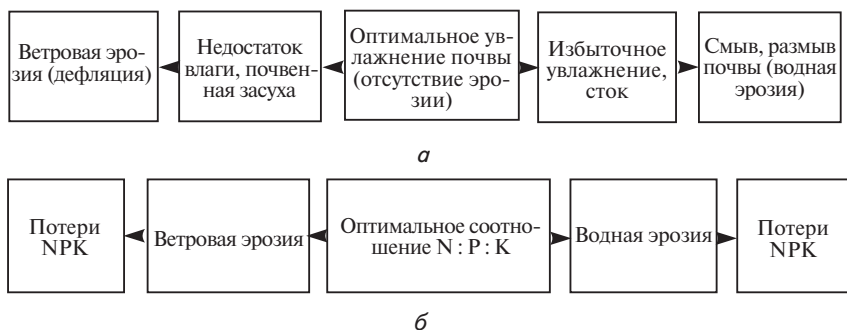 Ветровая эро-
зия (дефляция)
Недостаток
влаги, почвен-
ная засуха
Оптимальное ув-
лажнение почвы
(отсутствие эро-
зии)
Избыточное
увлажнение,
сток
Смыв, размыв
почвы (водная
эрозия)
а
Потери
NPK
Ветровая эрозия
Оптимальное соотно-
шение N : P : K
Водная эрозия
Потери
NPK
б